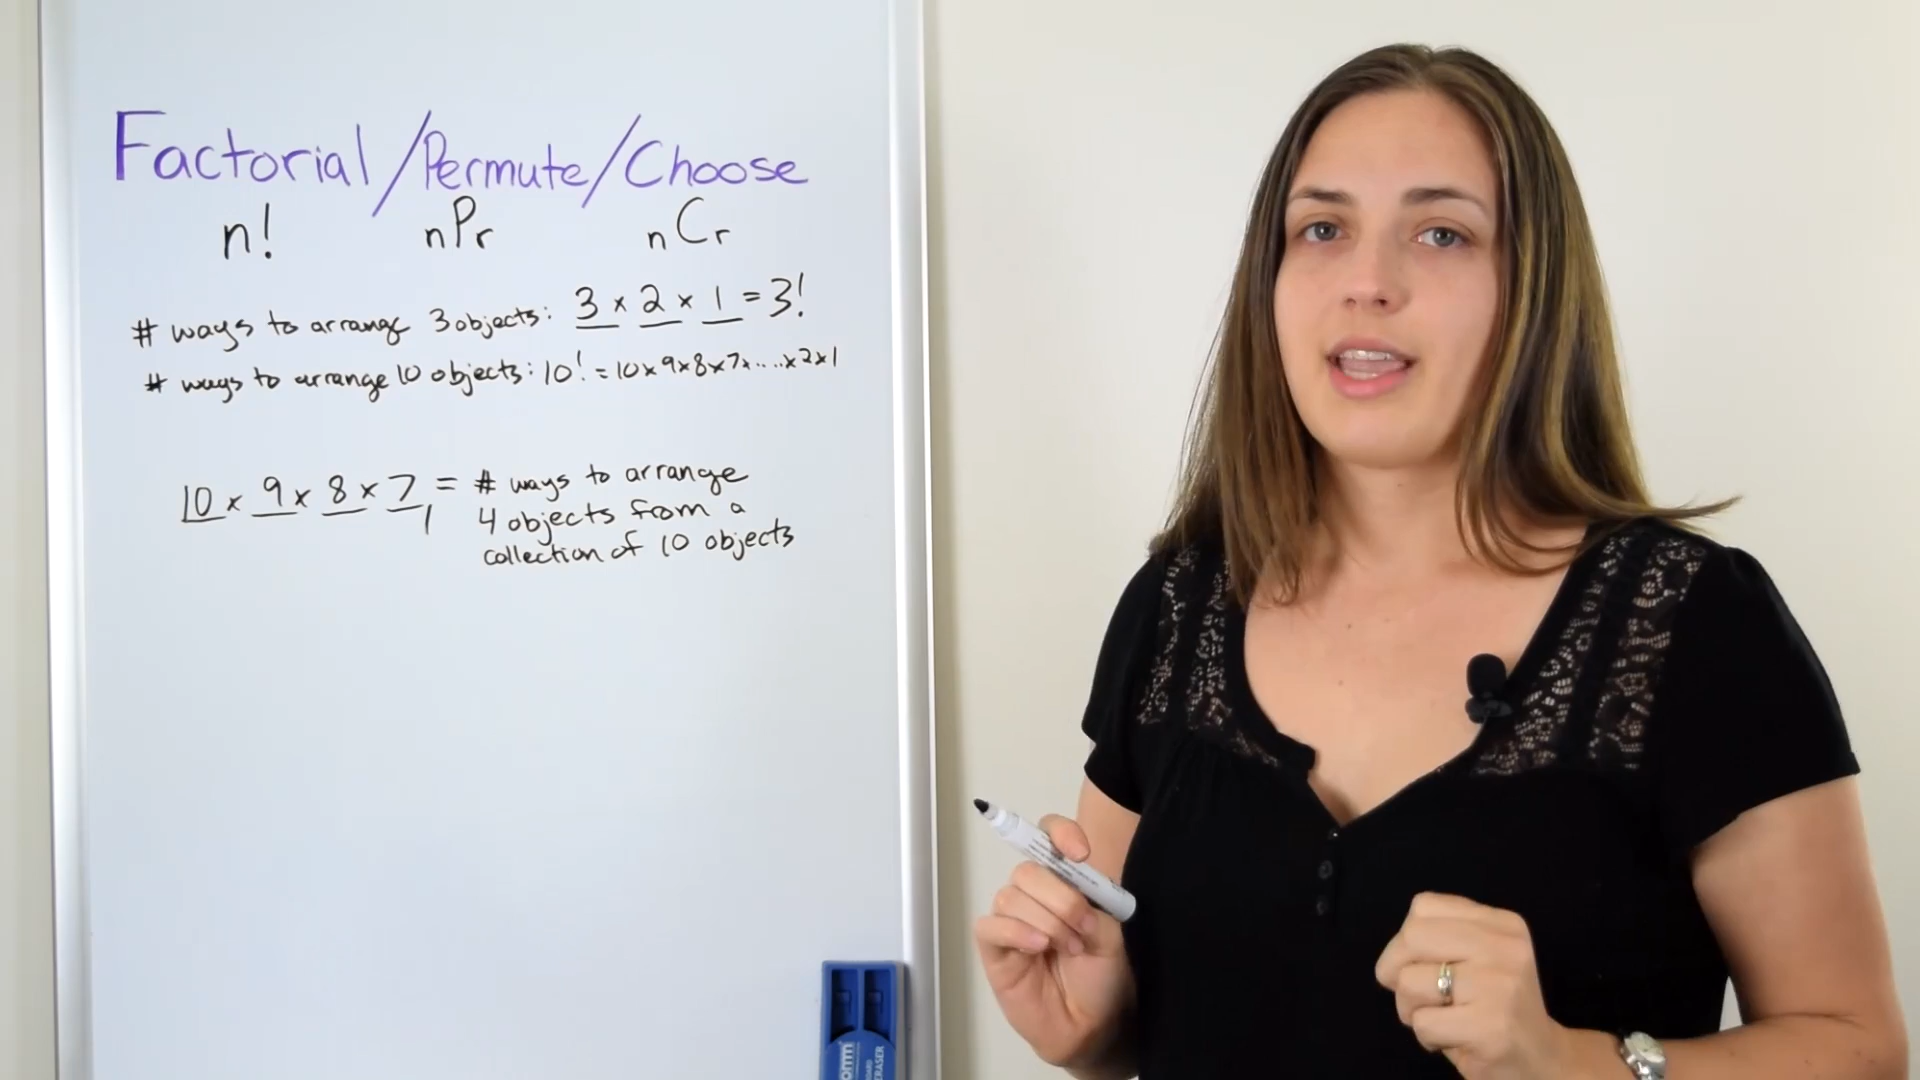 Factorial/Permute/Choose
n! nPr nCr
# ways to arrange 3 objects: 3 × 2 × 1 = 3!
# ways to arrange 10 objects: 10! = 10×9×8×7×....×2×1
10 × 9 × 8 × 7 = # ways to arrange
4 objects from a
collection of 10 objects
ERASER